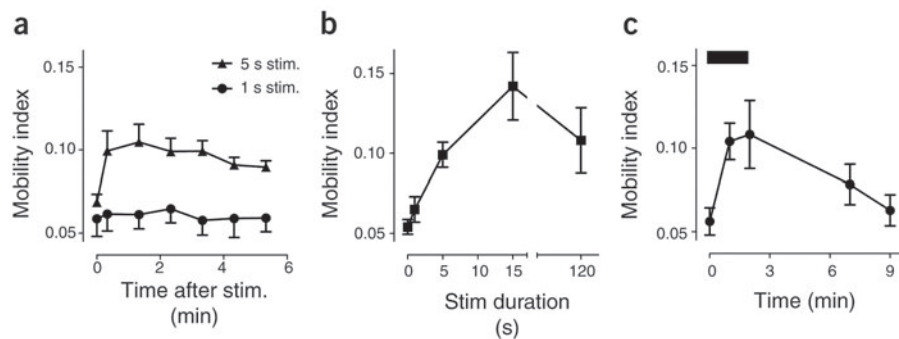 a
Mobility index
0.15
0.10
0.05
5 s stim.
1 s stim.
0 2 4 6
Time after stim.
(min)
b
Mobility index
0.15
0.10
0.05
0 5 10 15 120
Stim duration
(s)
c
Mobility index
0.15
0.10
0.05
0 3 6 9
Time (min)